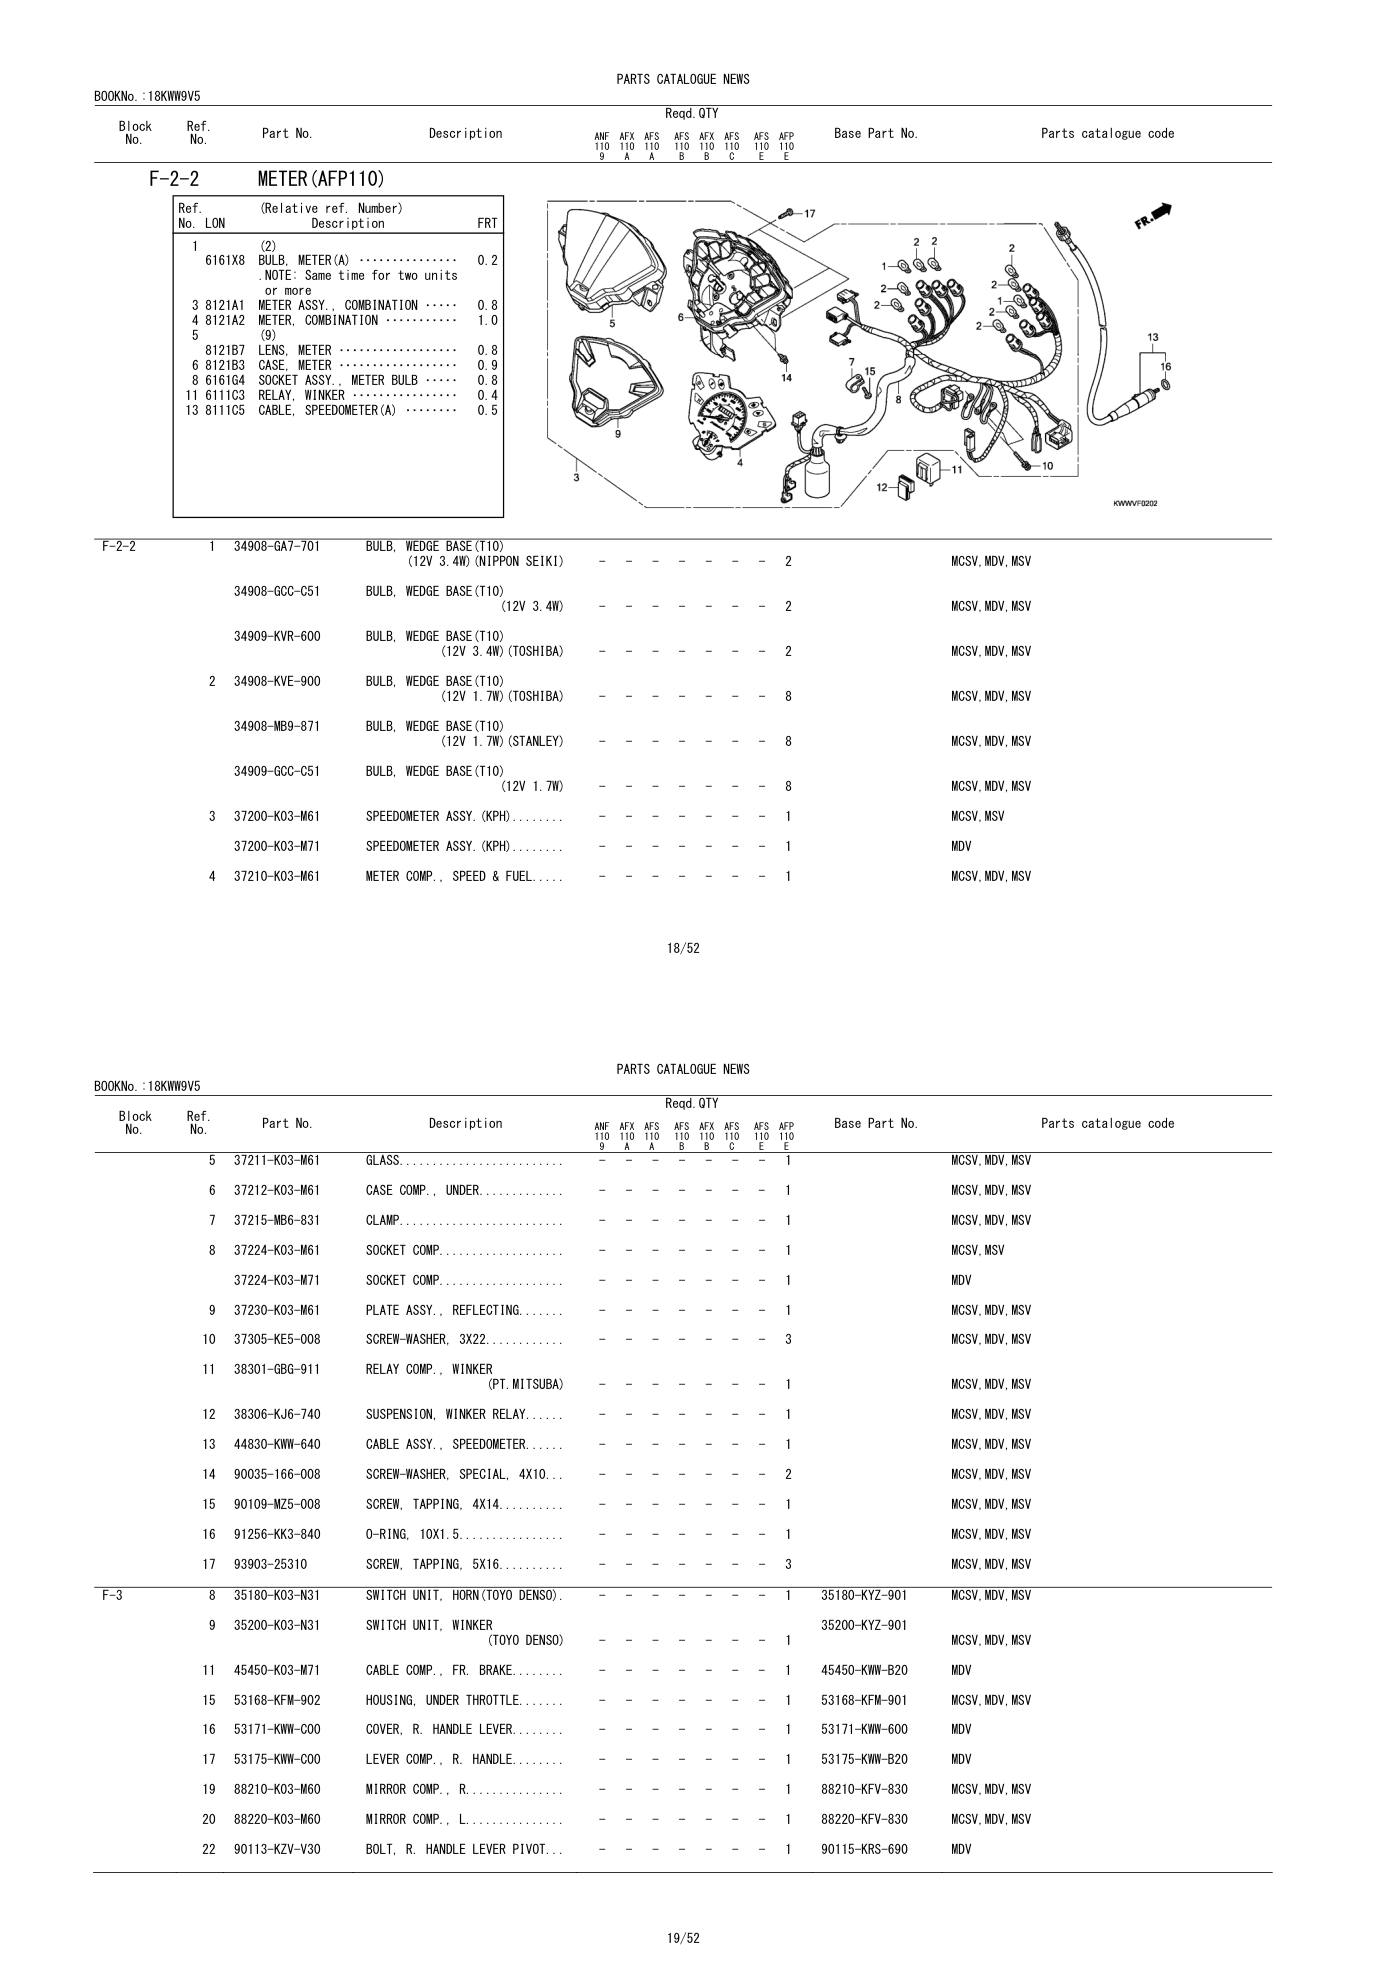 PARTS CATALOGUE NEWS
BOOKNo.:18KWW9V5
Block No. Ref. No. Part No. Description Reqd.QTY Base Part No. Parts catalogue code
ANF 110 9 AFX 110 A AFS 110 A AFS 110 B AFX 110 B AFS 110 C AFS 110 E AFP 110 E
F-2-2 METER(AFP110)
Ref. (Relative ref. Number)
No. LON Description FRT
1 (2)
6161X8 BULB, METER(A) ··············· 0.2
.NOTE: Same time for two units
or more
3 8121A1 METER ASSY., COMBINATION ····· 0.8
4 8121A2 METER, COMBINATION ··········· 1.0
5 (9)
8121B7 LENS, METER ·················· 0.8
6 8121B3 CASE, METER ·················· 0.9
8 6161G4 SOCKET ASSY., METER BULB ····· 0.8
11 6111C3 RELAY, WINKER ················ 0.4
13 8111C5 CABLE, SPEEDOMETER(A) ········ 0.5
FR.
17
2 2
2
1
2
2
2
1
2
2
5
6
13
16
7
15
14
8
9
4
3
10
11
12
KWWVF0202
F-2-2 1 34908-GA7-701 BULB, WEDGE BASE(T10)
(12V 3.4W)(NIPPON SEIKI) - - - - - - - 2 MCSV,MDV,MSV
34908-GCC-C51 BULB, WEDGE BASE(T10)
(12V 3.4W) - - - - - - - 2 MCSV,MDV,MSV
34909-KVR-600 BULB, WEDGE BASE(T10)
(12V 3.4W)(TOSHIBA) - - - - - - - 2 MCSV,MDV,MSV
2 34908-KVE-900 BULB, WEDGE BASE(T10)
(12V 1.7W)(TOSHIBA) - - - - - - - 8 MCSV,MDV,MSV
34908-MB9-871 BULB, WEDGE BASE(T10)
(12V 1.7W)(STANLEY) - - - - - - - 8 MCSV,MDV,MSV
34909-GCC-C51 BULB, WEDGE BASE(T10)
(12V 1.7W) - - - - - - - 8 MCSV,MDV,MSV
3 37200-K03-M61 SPEEDOMETER ASSY.(KPH)........ - - - - - - - 1 MCSV,MSV
37200-K03-M71 SPEEDOMETER ASSY.(KPH)........ - - - - - - - 1 MDV
4 37210-K03-M61 METER COMP., SPEED & FUEL..... - - - - - - - 1 MCSV,MDV,MSV
18/52
PARTS CATALOGUE NEWS
BOOKNo.:18KWW9V5
Block No. Ref. No. Part No. Description Reqd.QTY Base Part No. Parts catalogue code
ANF 110 9 AFX 110 A AFS 110 A AFS 110 B AFX 110 B AFS 110 C AFS 110 E AFP 110 E
5 37211-K03-M61 GLASS......................... - - - - - - - 1 MCSV,MDV,MSV
6 37212-K03-M61 CASE COMP., UNDER............. - - - - - - - 1 MCSV,MDV,MSV
7 37215-MB6-831 CLAMP......................... - - - - - - - 1 MCSV,MDV,MSV
8 37224-K03-M61 SOCKET COMP................... - - - - - - - 1 MCSV,MSV
37224-K03-M71 SOCKET COMP................... - - - - - - - 1 MDV
9 37230-K03-M61 PLATE ASSY., REFLECTING....... - - - - - - - 1 MCSV,MDV,MSV
10 37305-KE5-008 SCREW-WASHER, 3X22............ - - - - - - - 3 MCSV,MDV,MSV
11 38301-GBG-911 RELAY COMP., WINKER
(PT.MITSUBA) - - - - - - - 1 MCSV,MDV,MSV
12 38306-KJ6-740 SUSPENSION, WINKER RELAY...... - - - - - - - 1 MCSV,MDV,MSV
13 44830-KWW-640 CABLE ASSY., SPEEDOMETER...... - - - - - - - 1 MCSV,MDV,MSV
14 90035-166-008 SCREW-WASHER, SPECIAL, 4X10... - - - - - - - 2 MCSV,MDV,MSV
15 90109-MZ5-008 SCREW, TAPPING, 4X14.......... - - - - - - - 1 MCSV,MDV,MSV
16 91256-KK3-840 O-RING, 10X1.5................ - - - - - - - 1 MCSV,MDV,MSV
17 93903-25310 SCREW, TAPPING, 5X16.......... - - - - - - - 3 MCSV,MDV,MSV
F-3 8 35180-K03-N31 SWITCH UNIT, HORN(TOYO DENSO). - - - - - - - 1 35180-KYZ-901 MCSV,MDV,MSV
9 35200-K03-N31 SWITCH UNIT, WINKER 35200-KYZ-901
(TOYO DENSO) - - - - - - - 1 MCSV,MDV,MSV
11 45450-K03-M71 CABLE COMP., FR. BRAKE........ - - - - - - - 1 45450-KWW-B20 MDV
15 53168-KFM-902 HOUSING, UNDER THROTTLE....... - - - - - - - 1 53168-KFM-901 MCSV,MDV,MSV
16 53171-KWW-C00 COVER, R. HANDLE LEVER........ - - - - - - - 1 53171-KWW-600 MDV
17 53175-KWW-C00 LEVER COMP., R. HANDLE........ - - - - - - - 1 53175-KWW-B20 MDV
19 88210-K03-M60 MIRROR COMP., R............... - - - - - - - 1 88210-KFV-830 MCSV,MDV,MSV
20 88220-K03-M60 MIRROR COMP., L............... - - - - - - - 1 88220-KFV-830 MCSV,MDV,MSV
22 90113-KZV-V30 BOLT, R. HANDLE LEVER PIVOT... - - - - - - - 1 90115-KRS-690 MDV
19/52